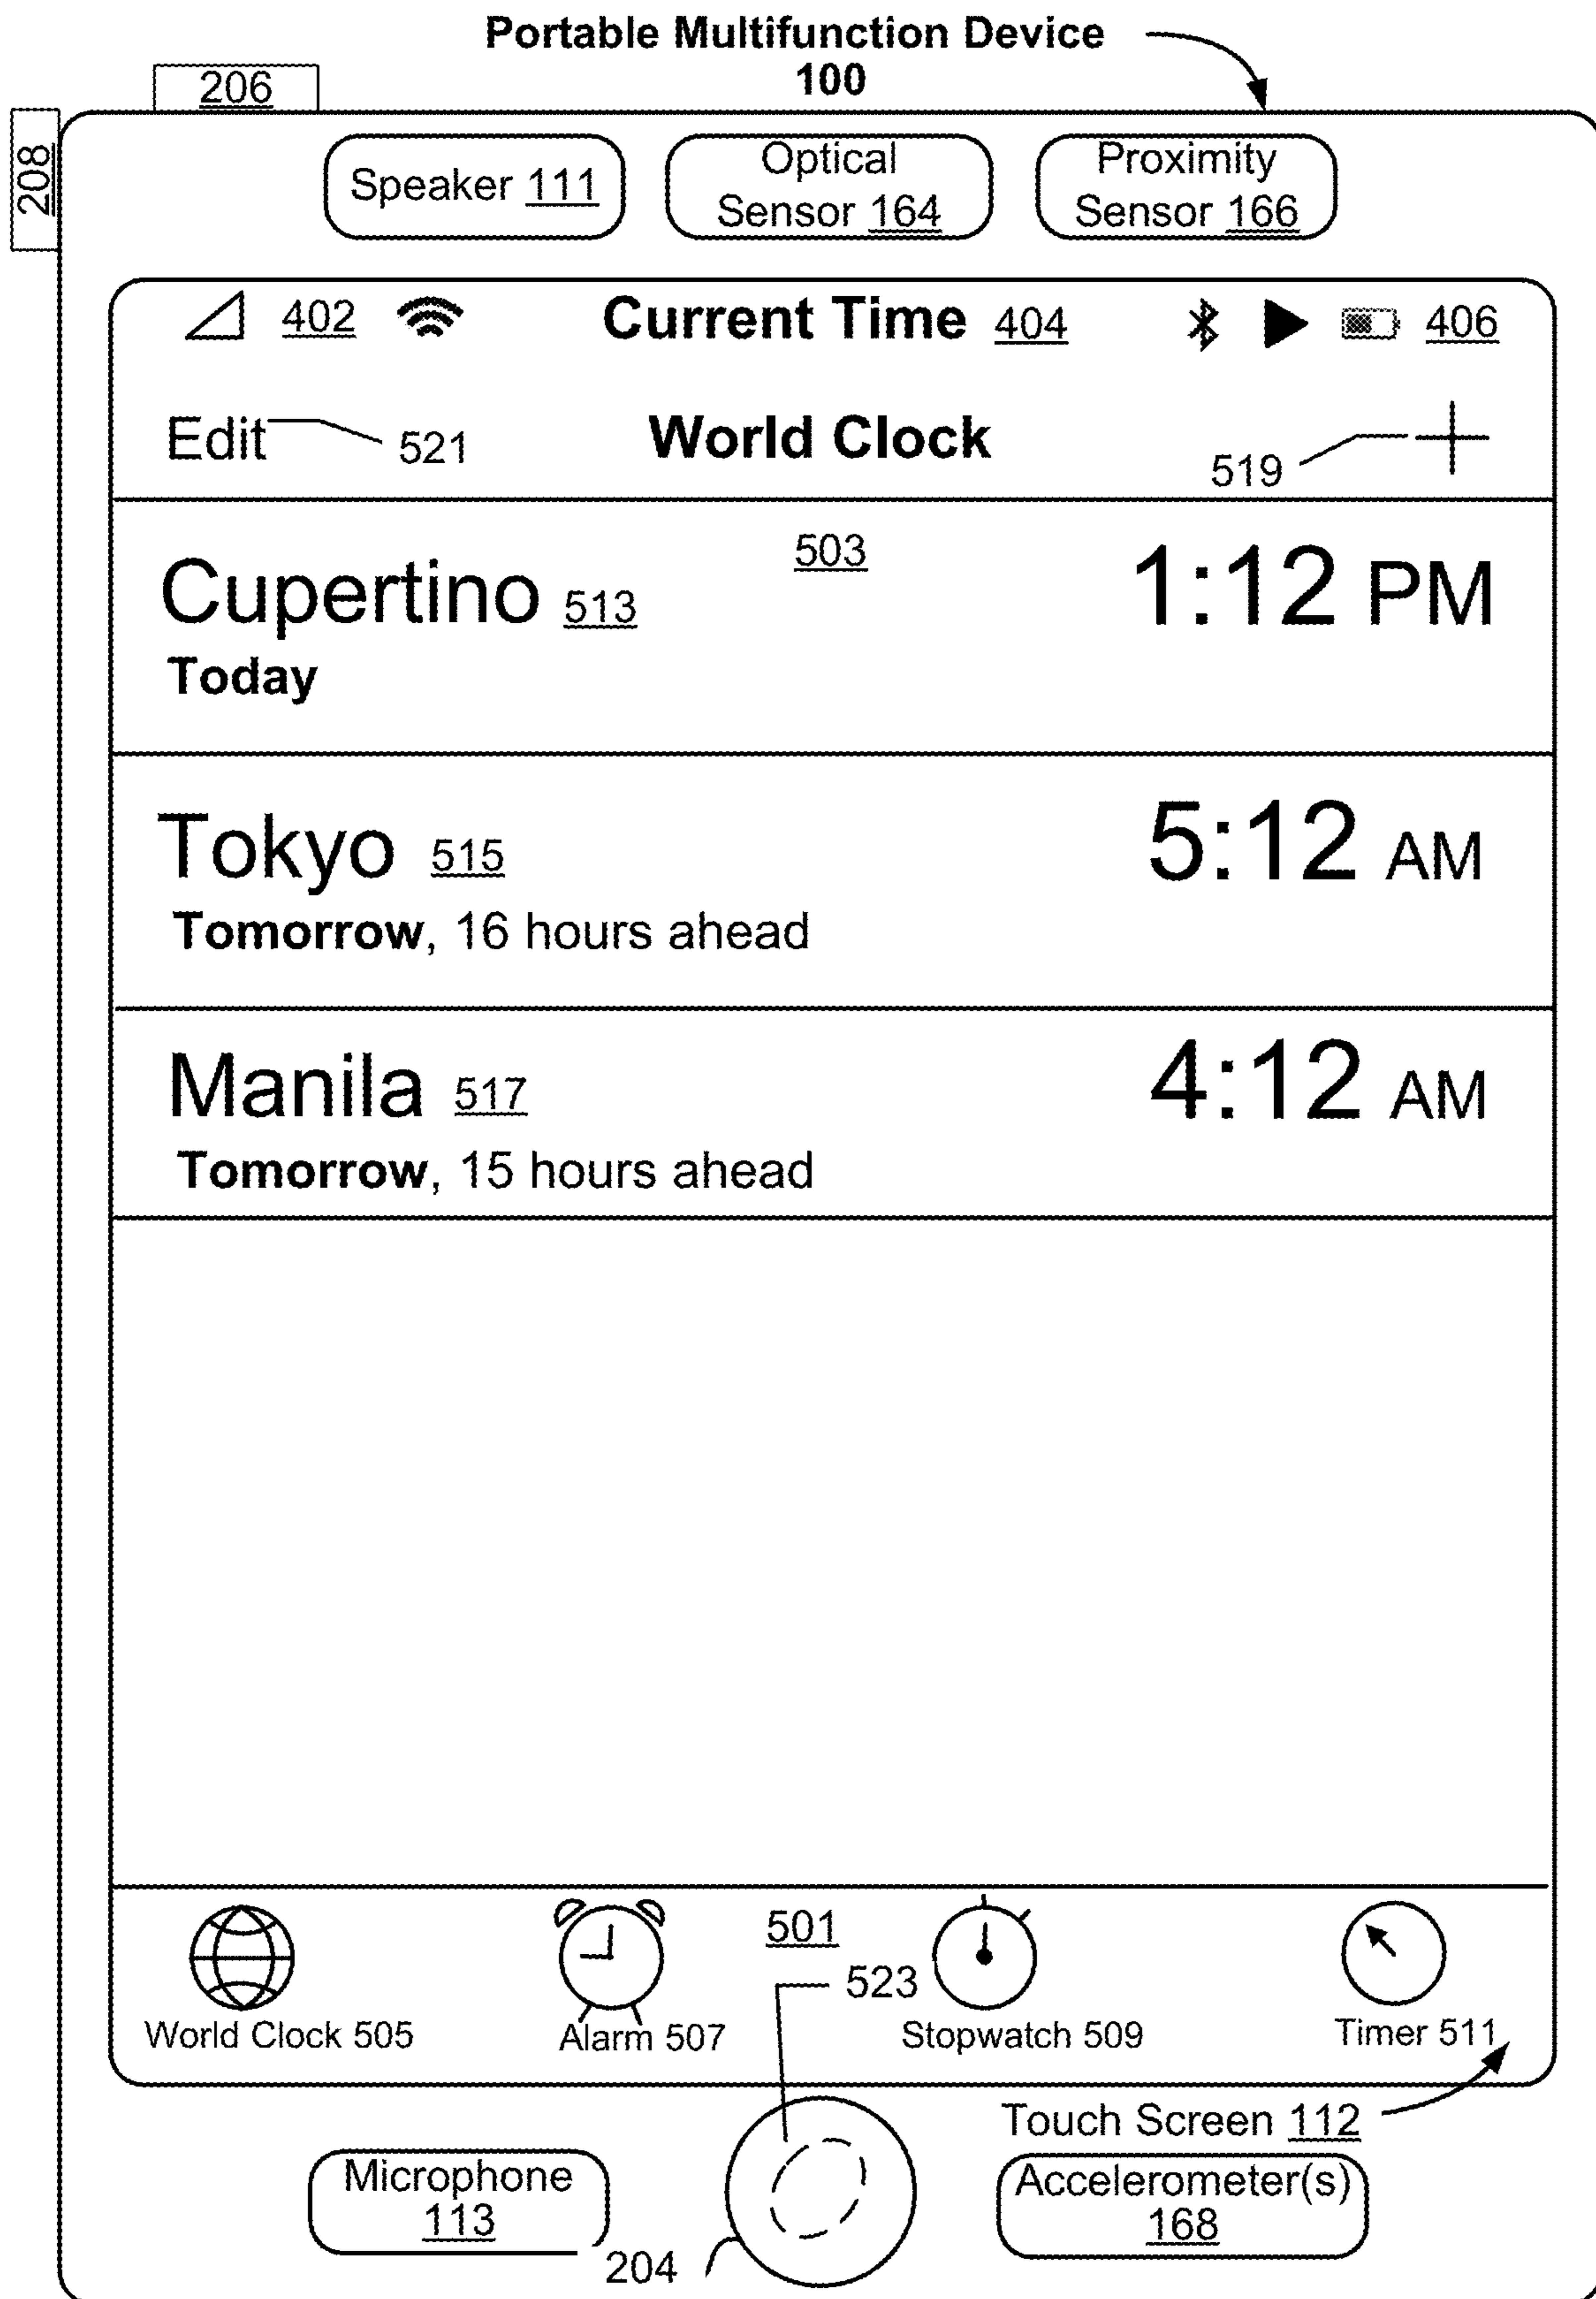 Portable Multifunction Device
100
206
208
Speaker 111
Optical
Sensor 164
Proximity
Sensor 166
402 Current Time 404 406
Edit 521 World Clock 519
503
Cupertino 513 1:12 PM
Today
Tokyo 515 5:12 AM
Tomorrow, 16 hours ahead
Manila 517 4:12 AM
Tomorrow, 15 hours ahead
501
523
World Clock 505 Alarm 507 Stopwatch 509 Timer 511
Touch Screen 112
Microphone
113
204
Accelerometer(s)
168